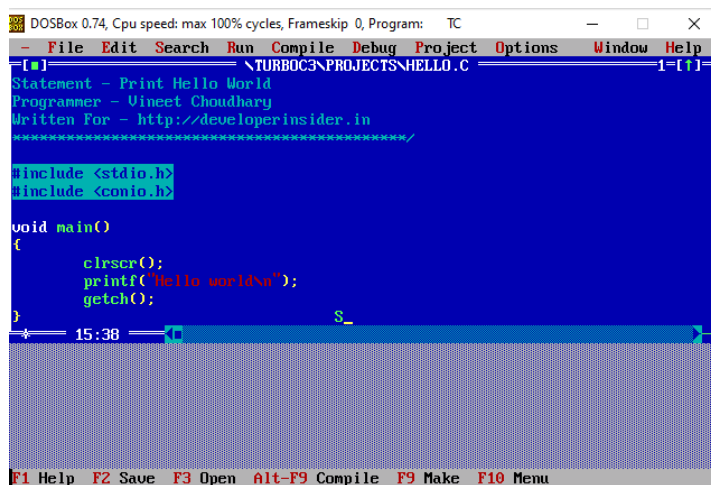 DOSBox 0.74, Cpu speed: max 100% cycles, Frameskip 0, Program: TC
File Edit Search Run Compile Debug Project Options Window Help
\TURBOC3\PROJECTS\HELLO.C 1=[↑]
Statement - Print Hello World
Programmer - Vineet Choudhary
Written For - http://developerinsider.in
********************************************/
#include <stdio.h>
#include <conio.h>
void main()
{
clrscr();
printf("Hello world\n");
getch();
} S_
15:38
F1 Help F2 Save F3 Open Alt-F9 Compile F9 Make F10 Menu